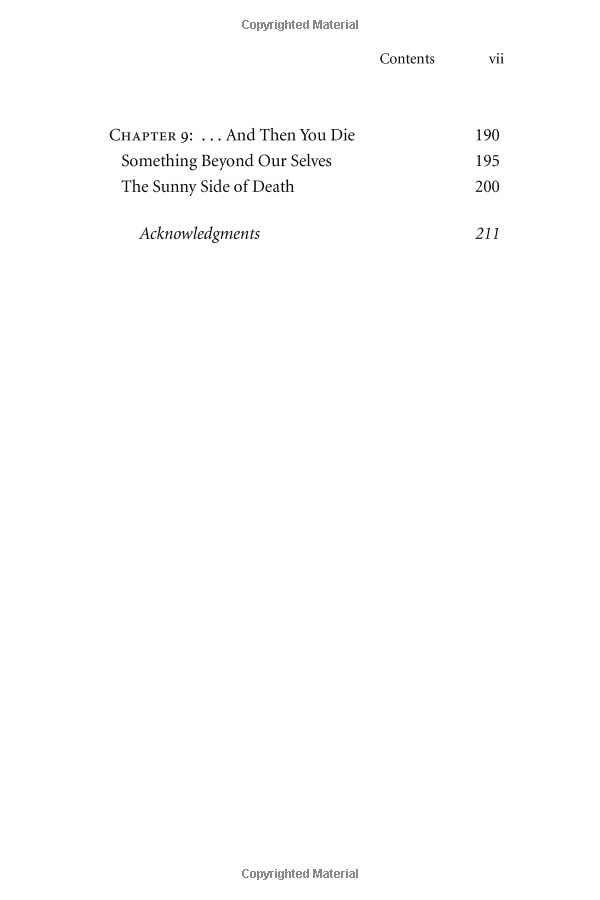 Copyrighted Material
Contents vii
Chapter 9: . . . And Then You Die 190
Something Beyond Our Selves 195
The Sunny Side of Death 200
Acknowledgments 211
Copyrighted Material